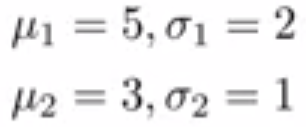 μ₁ = 5, σ₁ = 2
μ₂ = 3, σ₂ = 1